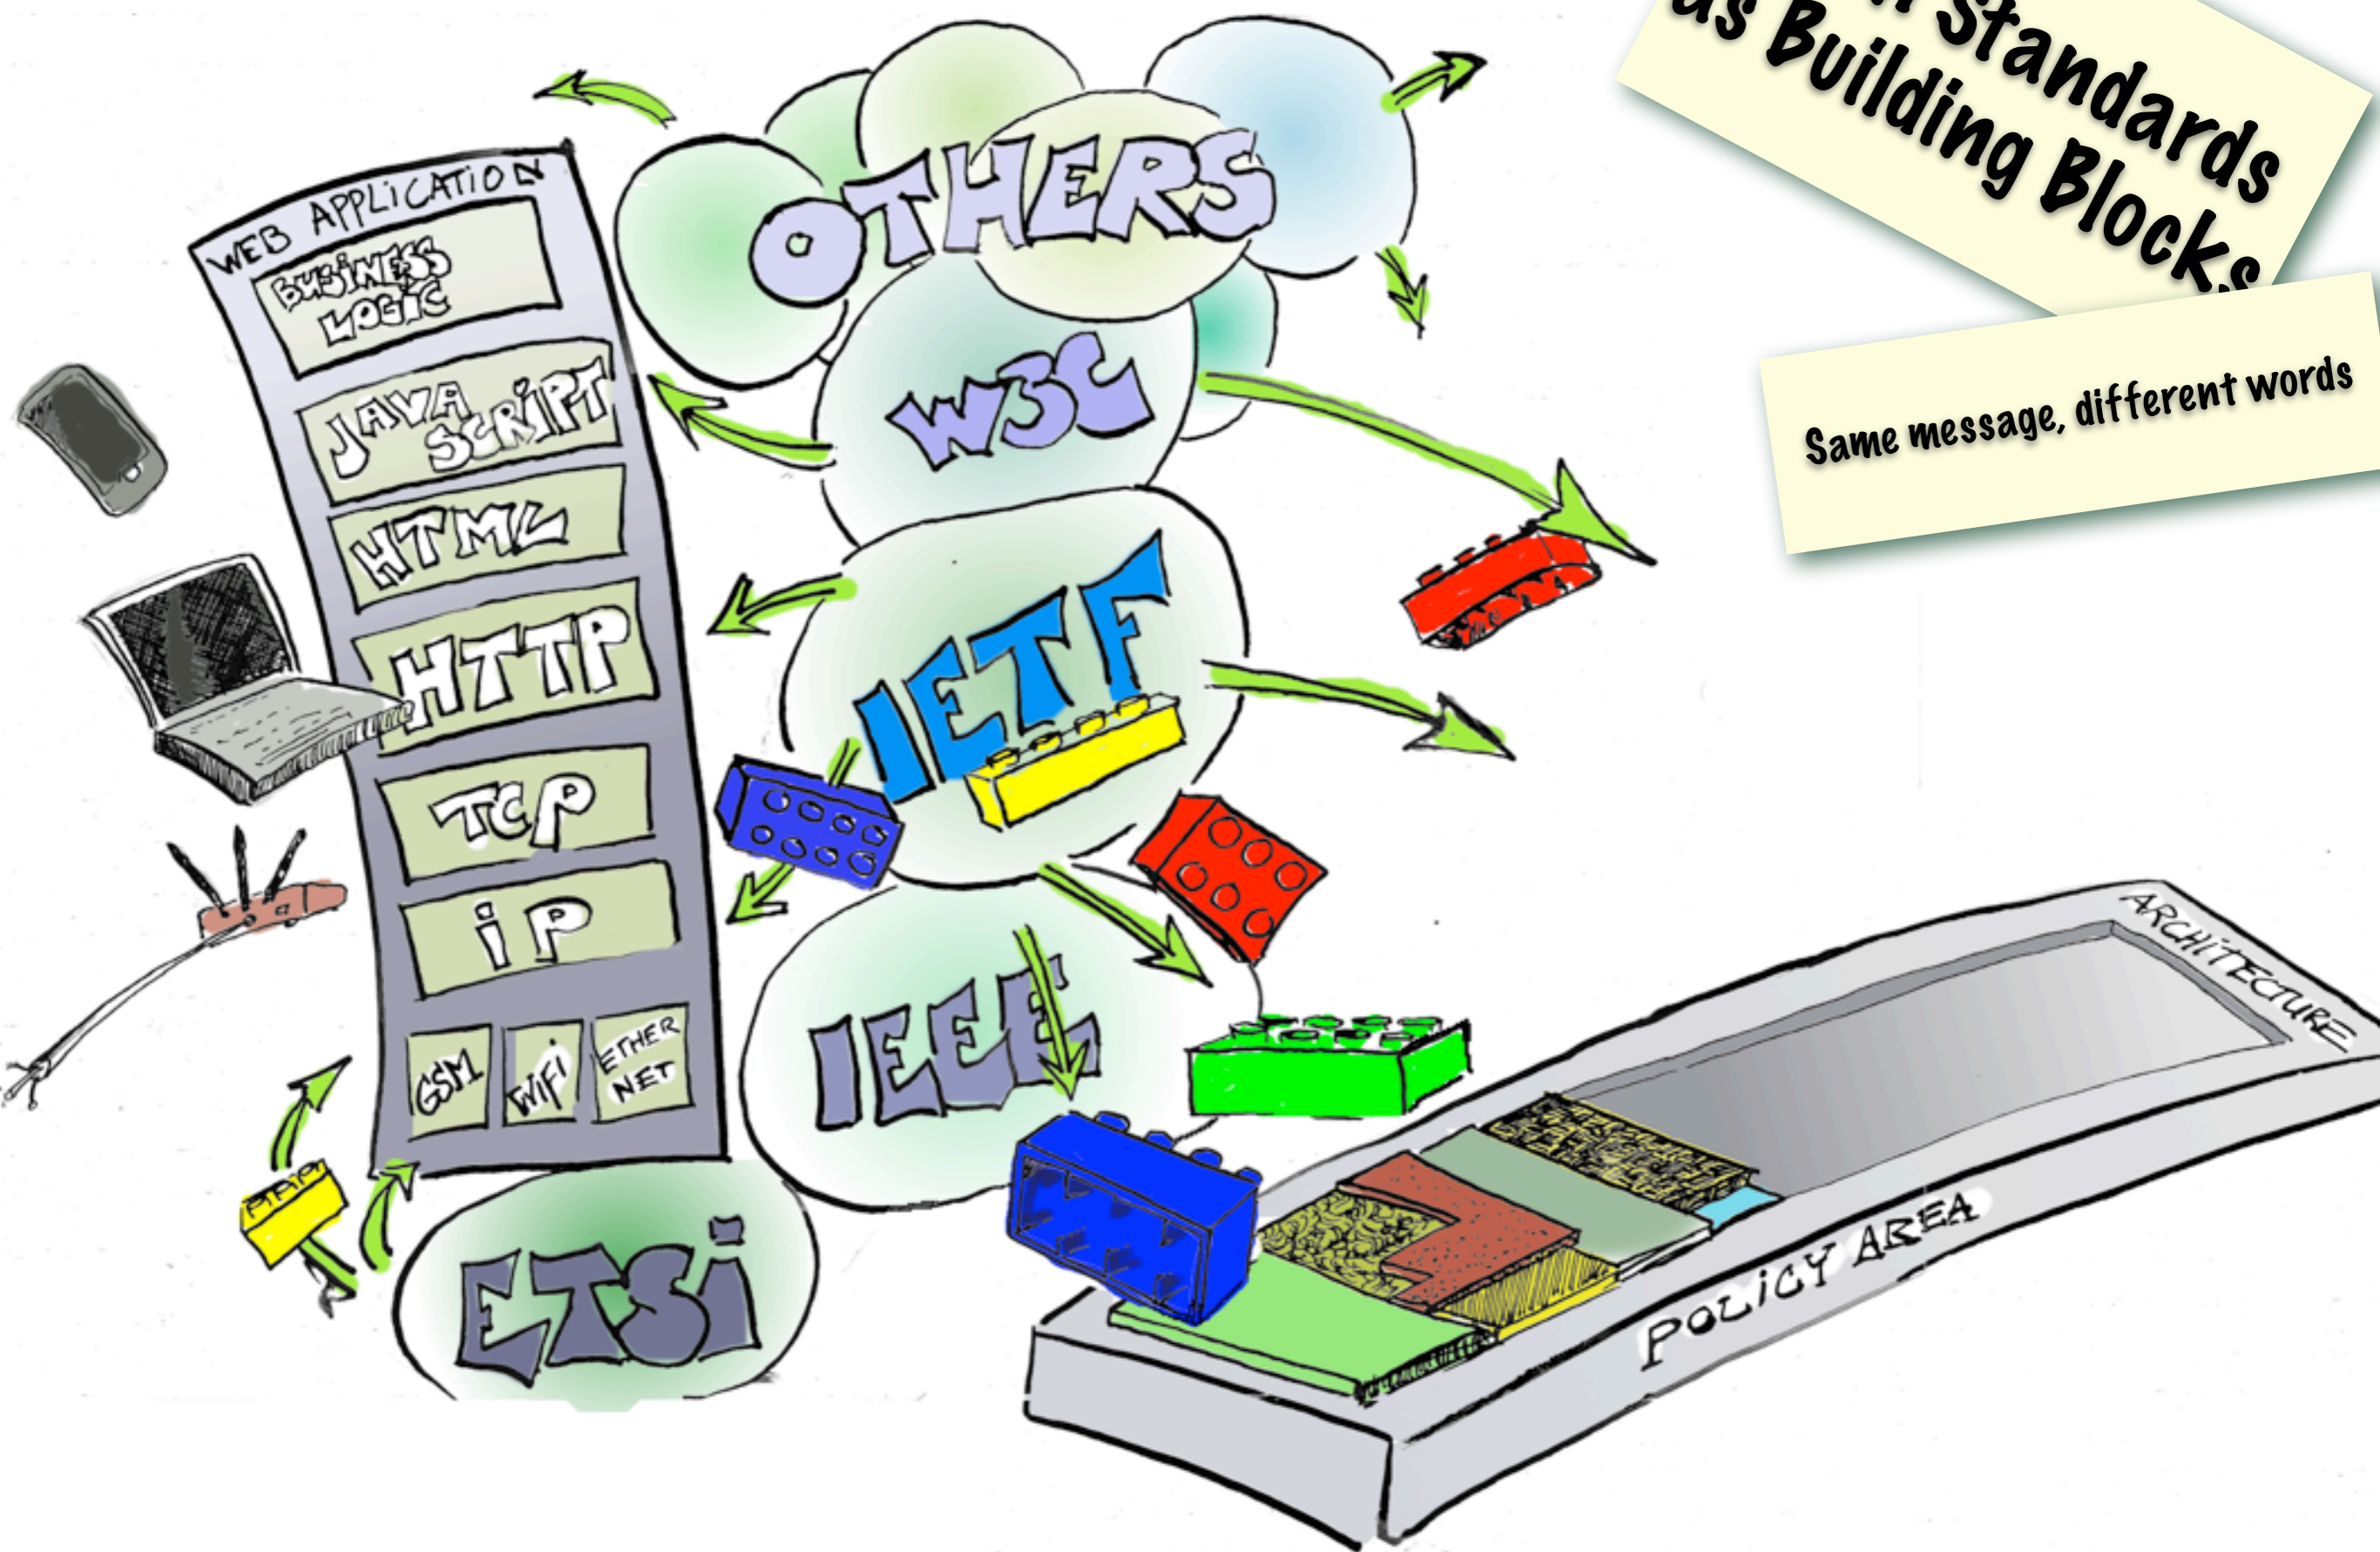 Standards
as Building Blocks
Same message, different words
WEB APPLICATION
BUSINESS
LOGIC
JAVA
SCRIPT
HTML
HTTP
TCP
iP
GSM
WiFi
ETHER
NET
OTHERS
W3C
IETF
IEEE
ETSi
ARCHiTECTURE
POLiCY AREA